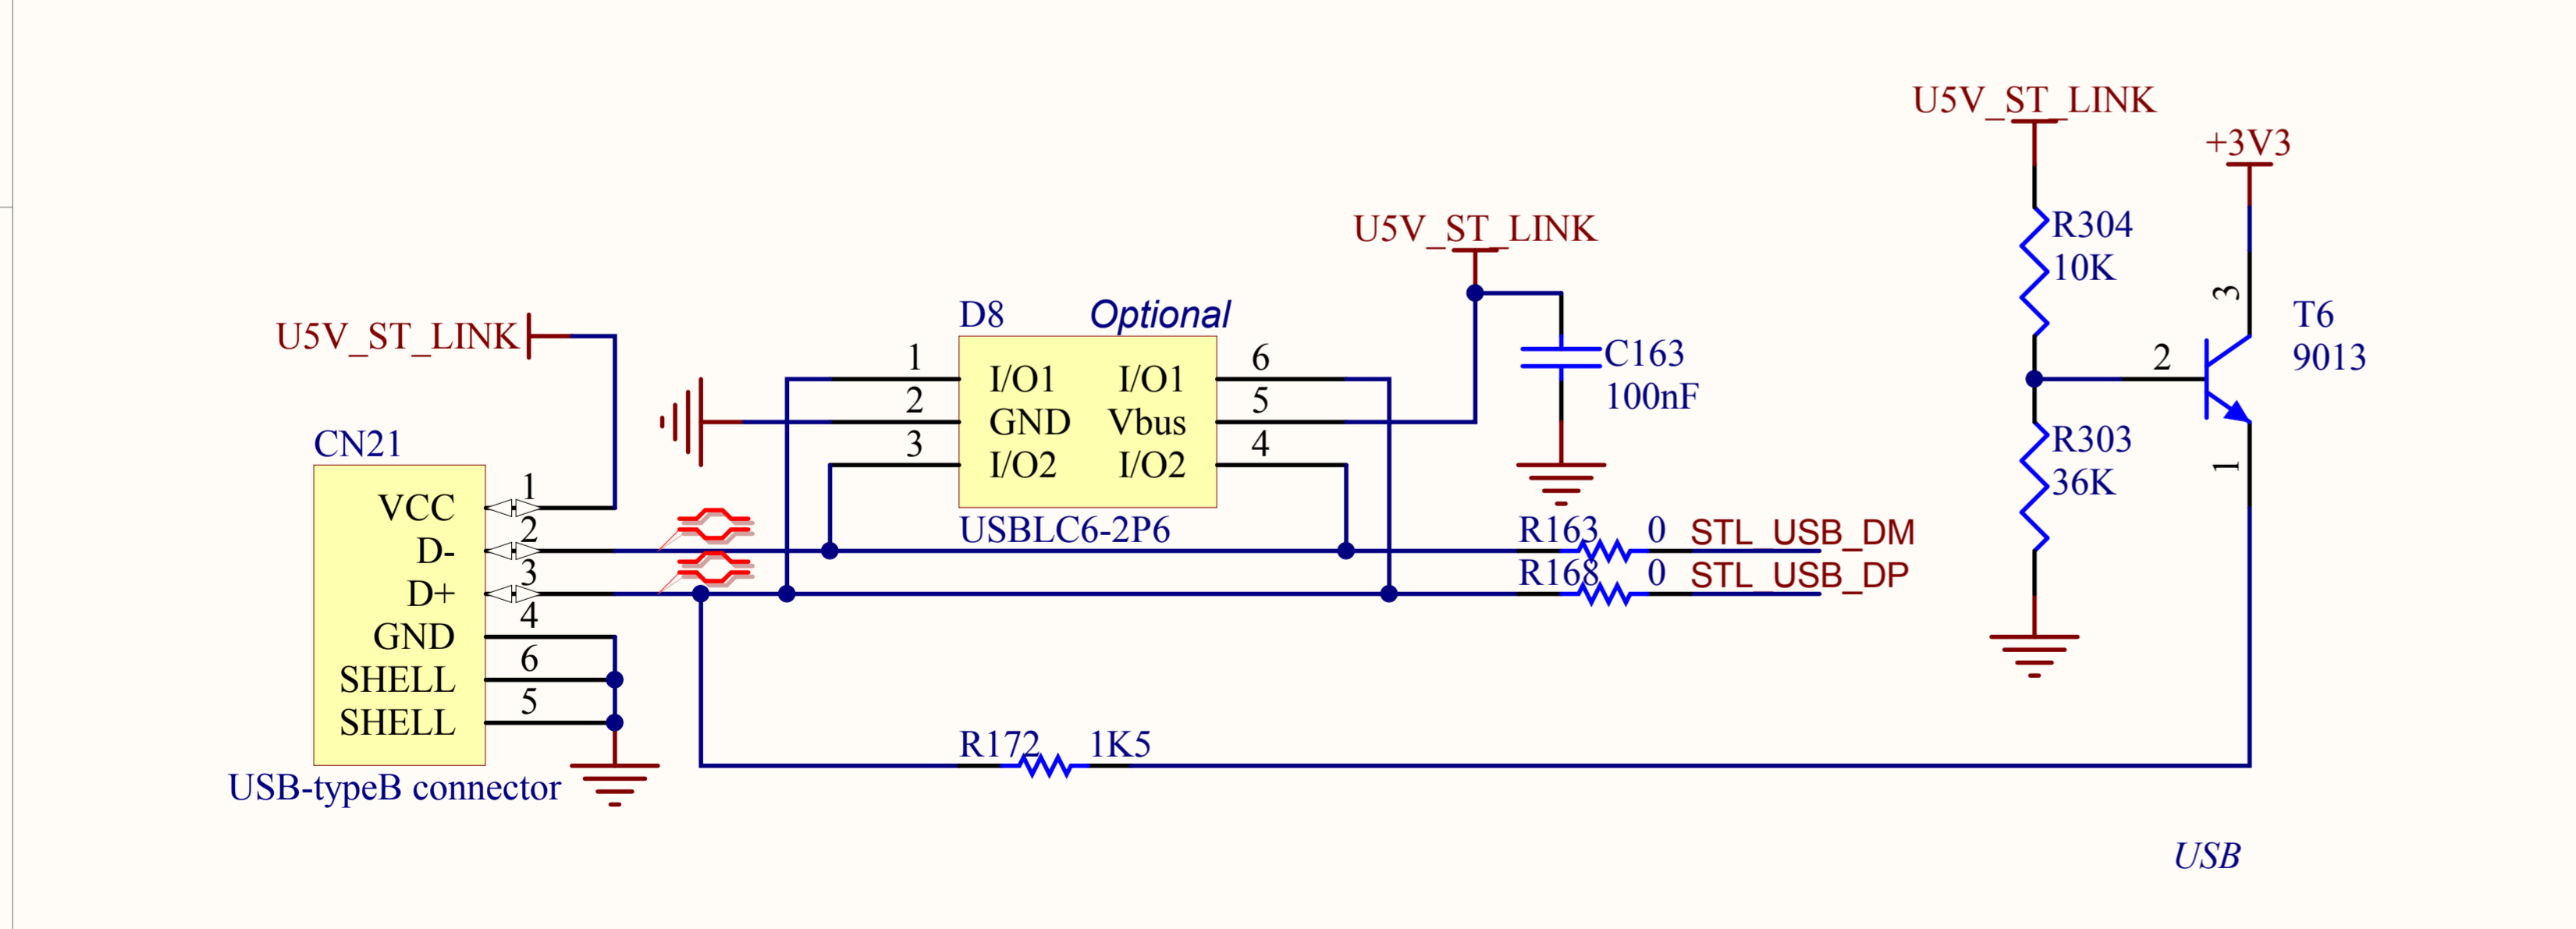 U5V_ST_LINK
+3V3
R304
10K
3
T6
9013
2
R303
36K
1
U5V_ST_LINK
C163
100nF
D8
Optional
1
I/O1
I/O1
6
2
GND
Vbus
5
3
I/O2
I/O2
4
USBLC6-2P6
U5V_ST_LINK
CN21
VCC
1
D-
2
D+
3
GND
4
SHELL
6
SHELL
5
USB-typeB connector
R163 0 STL_USB_DM
R168 0 STL_USB_DP
R172 1K5
USB